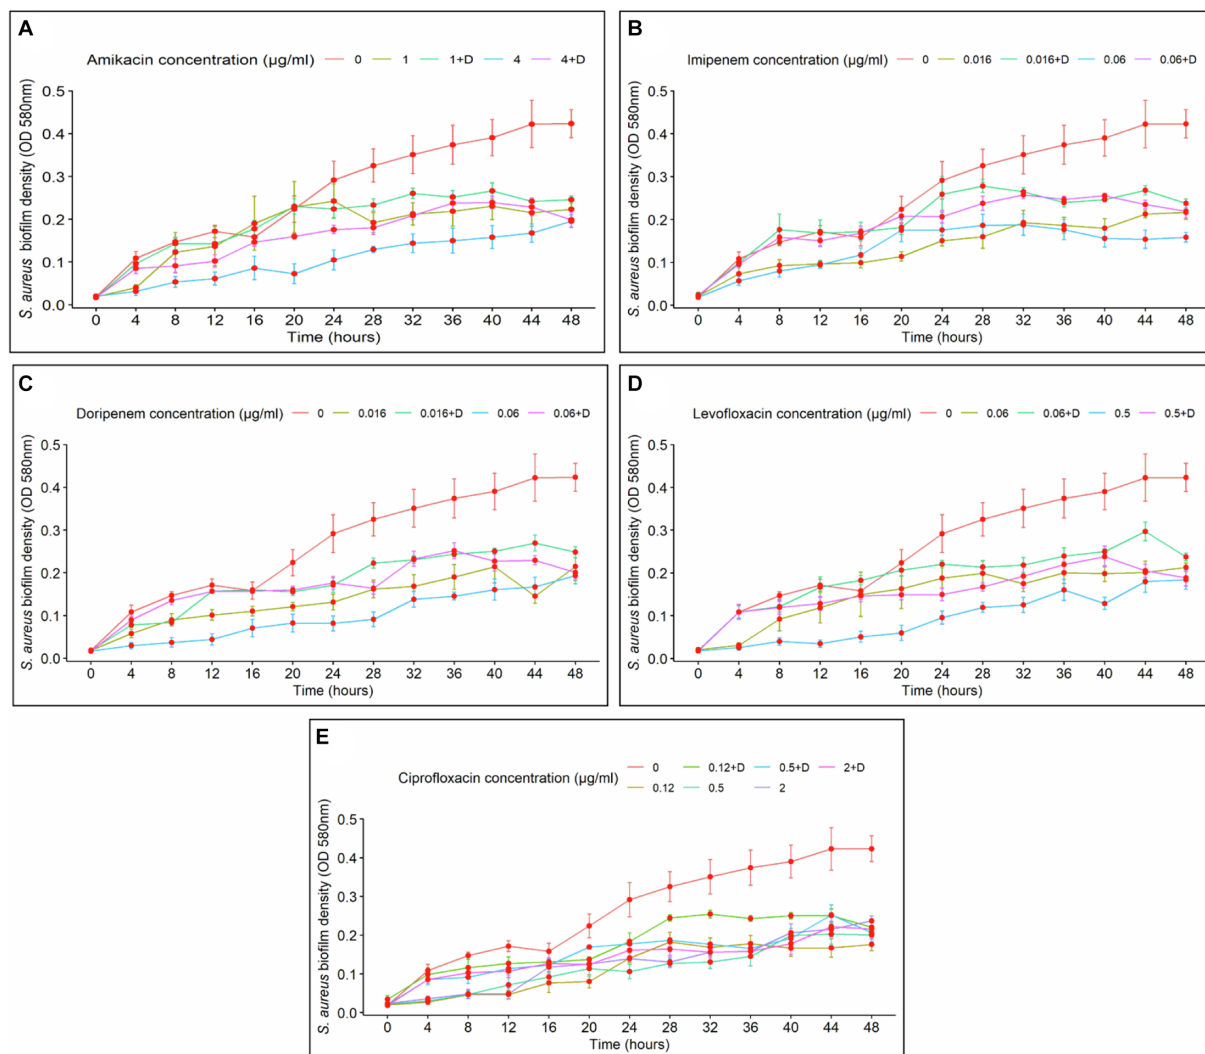 A
Amikacin concentration (µg/ml) 0 1 1+D 4 4+D
S. aureus biofilm density (OD 580nm)
0.5
0.4
0.3
0.2
0.1
0.0
0 4 8 12 16 20 24 28 32 36 40 44 48
Time (hours)
B
Imipenem concentration (µg/ml) 0 0.016 0.016+D 0.06 0.06+D
S. aureus biofilm density (OD 580nm)
0.5
0.4
0.3
0.2
0.1
0.0
0 4 8 12 16 20 24 28 32 36 40 44 48
Time (hours)
C
Doripenem concentration (µg/ml) 0 0.016 0.016+D 0.06 0.06+D
S. aureus biofilm density (OD 580nm)
0.5
0.4
0.3
0.2
0.1
0.0
0 4 8 12 16 20 24 28 32 36 40 44 48
Time (hours)
D
Levofloxacin concentration (µg/ml) 0 0.06 0.06+D 0.5 0.5+D
S. aureus biofilm density (OD 580nm)
0.5
0.4
0.3
0.2
0.1
0.0
0 4 8 12 16 20 24 28 32 36 40 44 48
Time (hours)
E
Ciprofloxacin concentration (µg/ml)
0 0.12+D 0.5+D 2+D
0.12 0.5 2
S. aureus biofilm density (OD 580nm)
0.5
0.4
0.3
0.2
0.1
0.0
0 4 8 12 16 20 24 28 32 36 40 44 48
Time (hours)